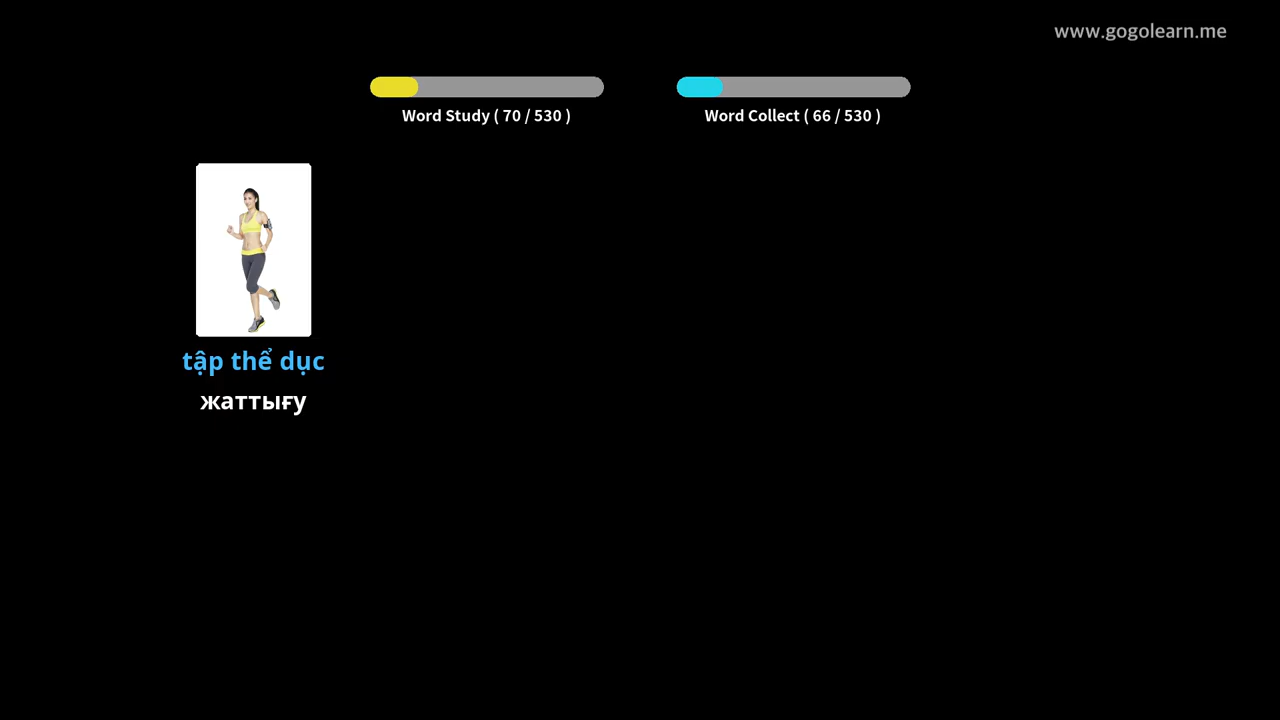 www.gogolearn.me
Word Study ( 70 / 530 )
Word Collect ( 66 / 530 )
tập thể dục
жаттығу